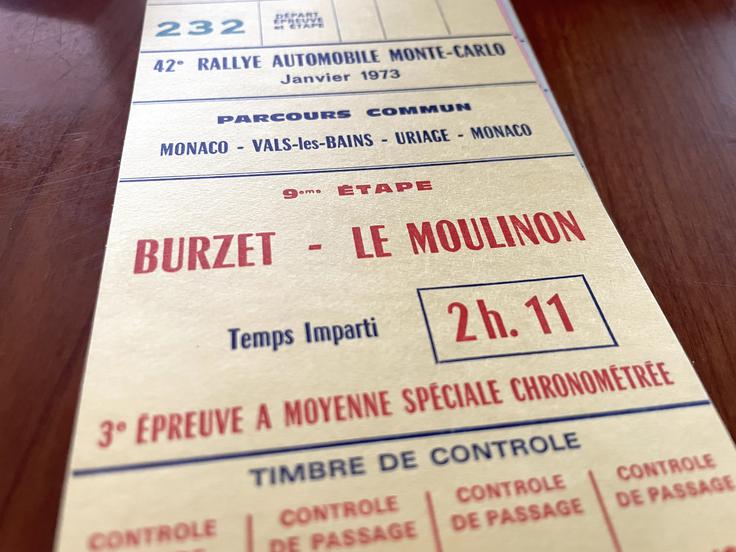 232
DÉPART
ÉPREUVE
et ÉTAPE
42e RALLYE AUTOMOBILE MONTE-CARLO
Janvier 1973
PARCOURS COMMUN
MONACO - VALS-les-BAINS - URIAGE - MONACO
9eme ÉTAPE
BURZET - LE MOULINON
Temps Imparti 2 h. 11
3e ÉPREUVE A MOYENNE SPÉCIALE CHRONOMÉTRÉE
TIMBRE DE CONTROLE
CONTROLE CONTROLE CONTROLE CONTROLE
DE PASSAGE DE PASSAGE DE PASSAGE